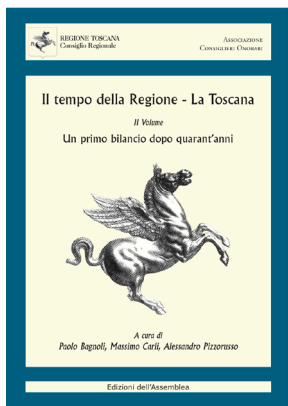 REGIONE TOSCANA
Consiglio Regionale
ASSOCIAZIONE
CONSIGLIERI ONORARI
Il tempo della Regione - La Toscana
II Volume
Un primo bilancio dopo quarant'anni
A cura di
Paolo Bagnoli, Massimo Carli, Alessandro Pizzorusso
Edizioni dell'Assemblea